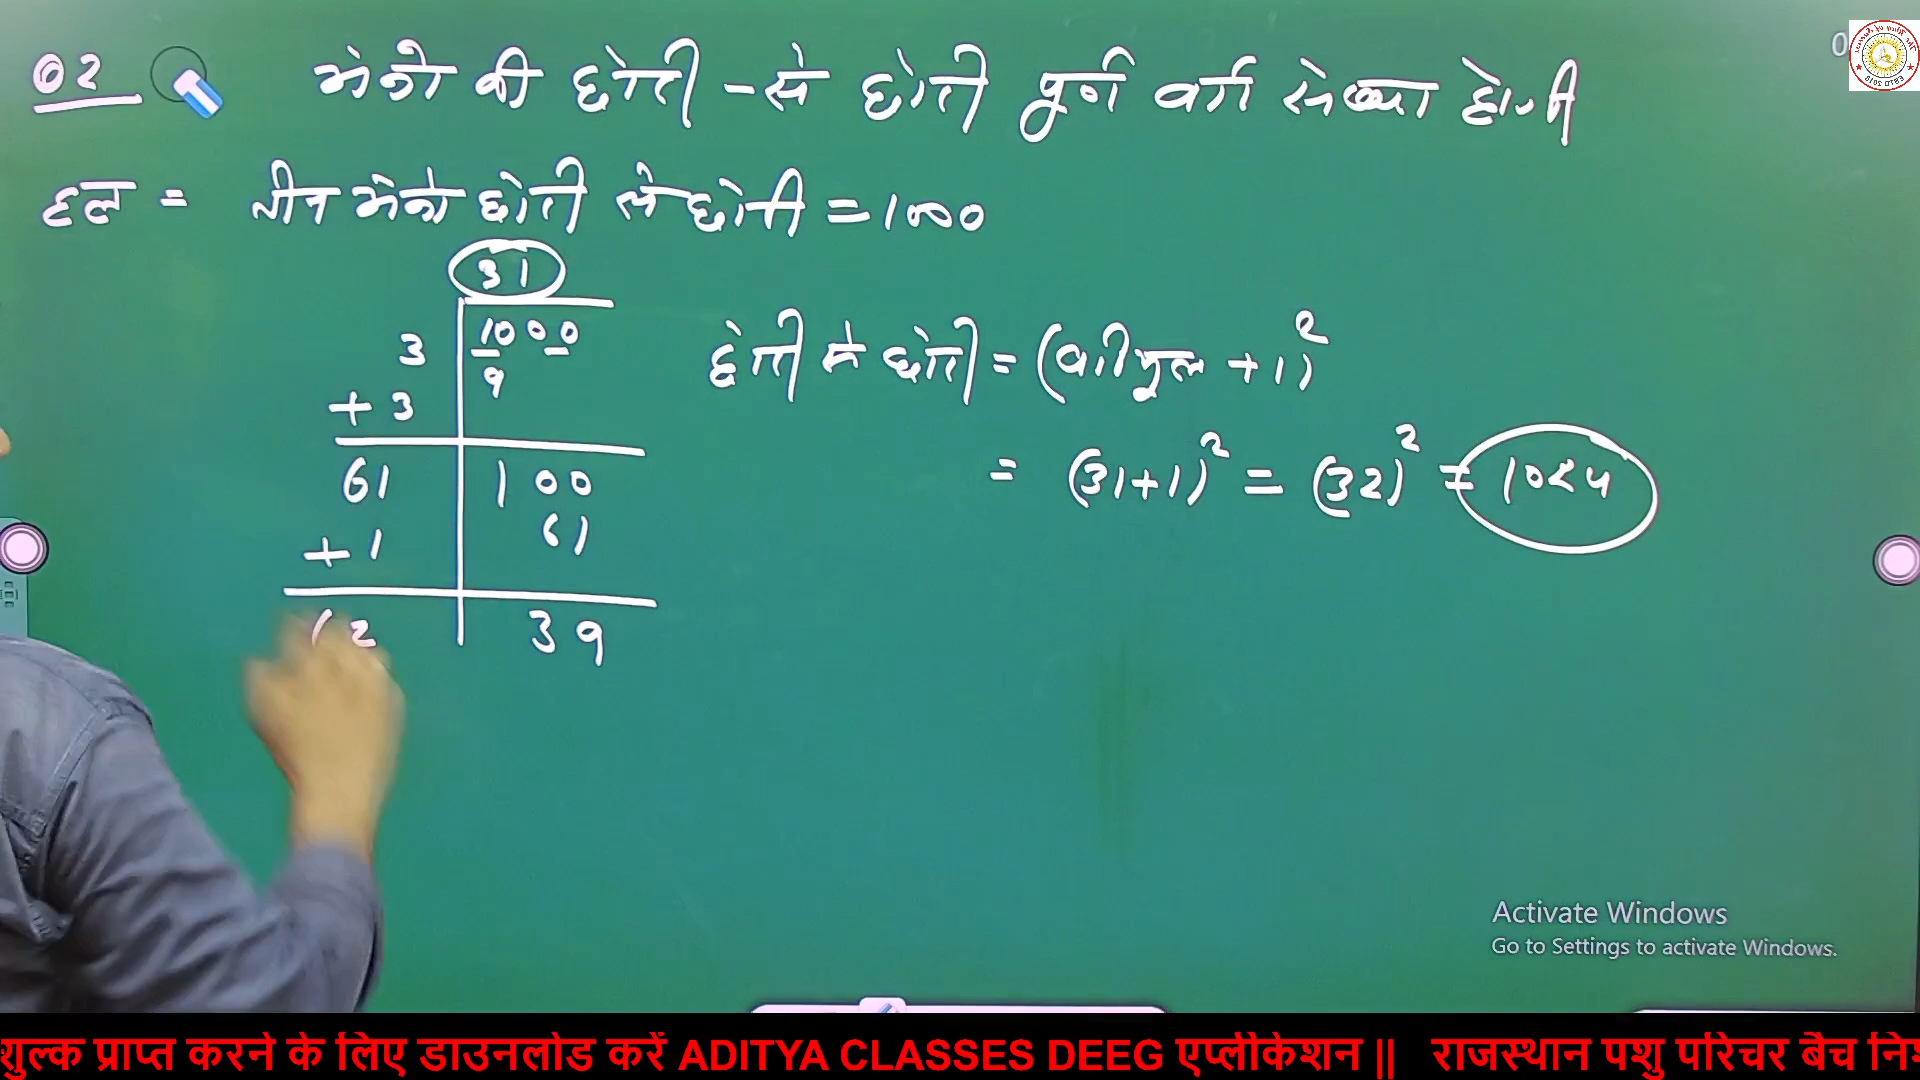 02 अंको की छोटी-से छोटी पूर्ण वर्ग संख्या होगी
हल = तीन अंको छोटी से छोटी = 1000
31
3 | 1000
+ 3 | 9
61 | 100
+ 1 | 61
62 | 39
छोटी से छोटी = (वर्गमूल + 1)²
= (31+1)² = (32)² = 1024
Activate Windows
Go to Settings to activate Windows.
शुल्क प्राप्त करने के लिए डाउनलोड करें ADITYA CLASSES DEEG एप्लीकेशन || राजस्थान पशु परिचर बैच